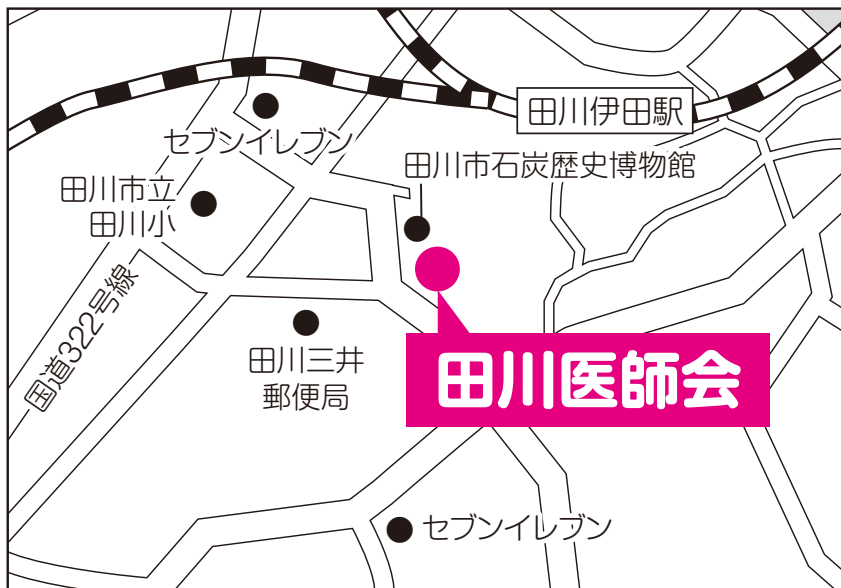 田川伊田駅
セブンイレブン
田川市石炭歴史博物館
田川市立
田川小
国道322号線
田川三井
郵便局
田川医師会
セブンイレブン